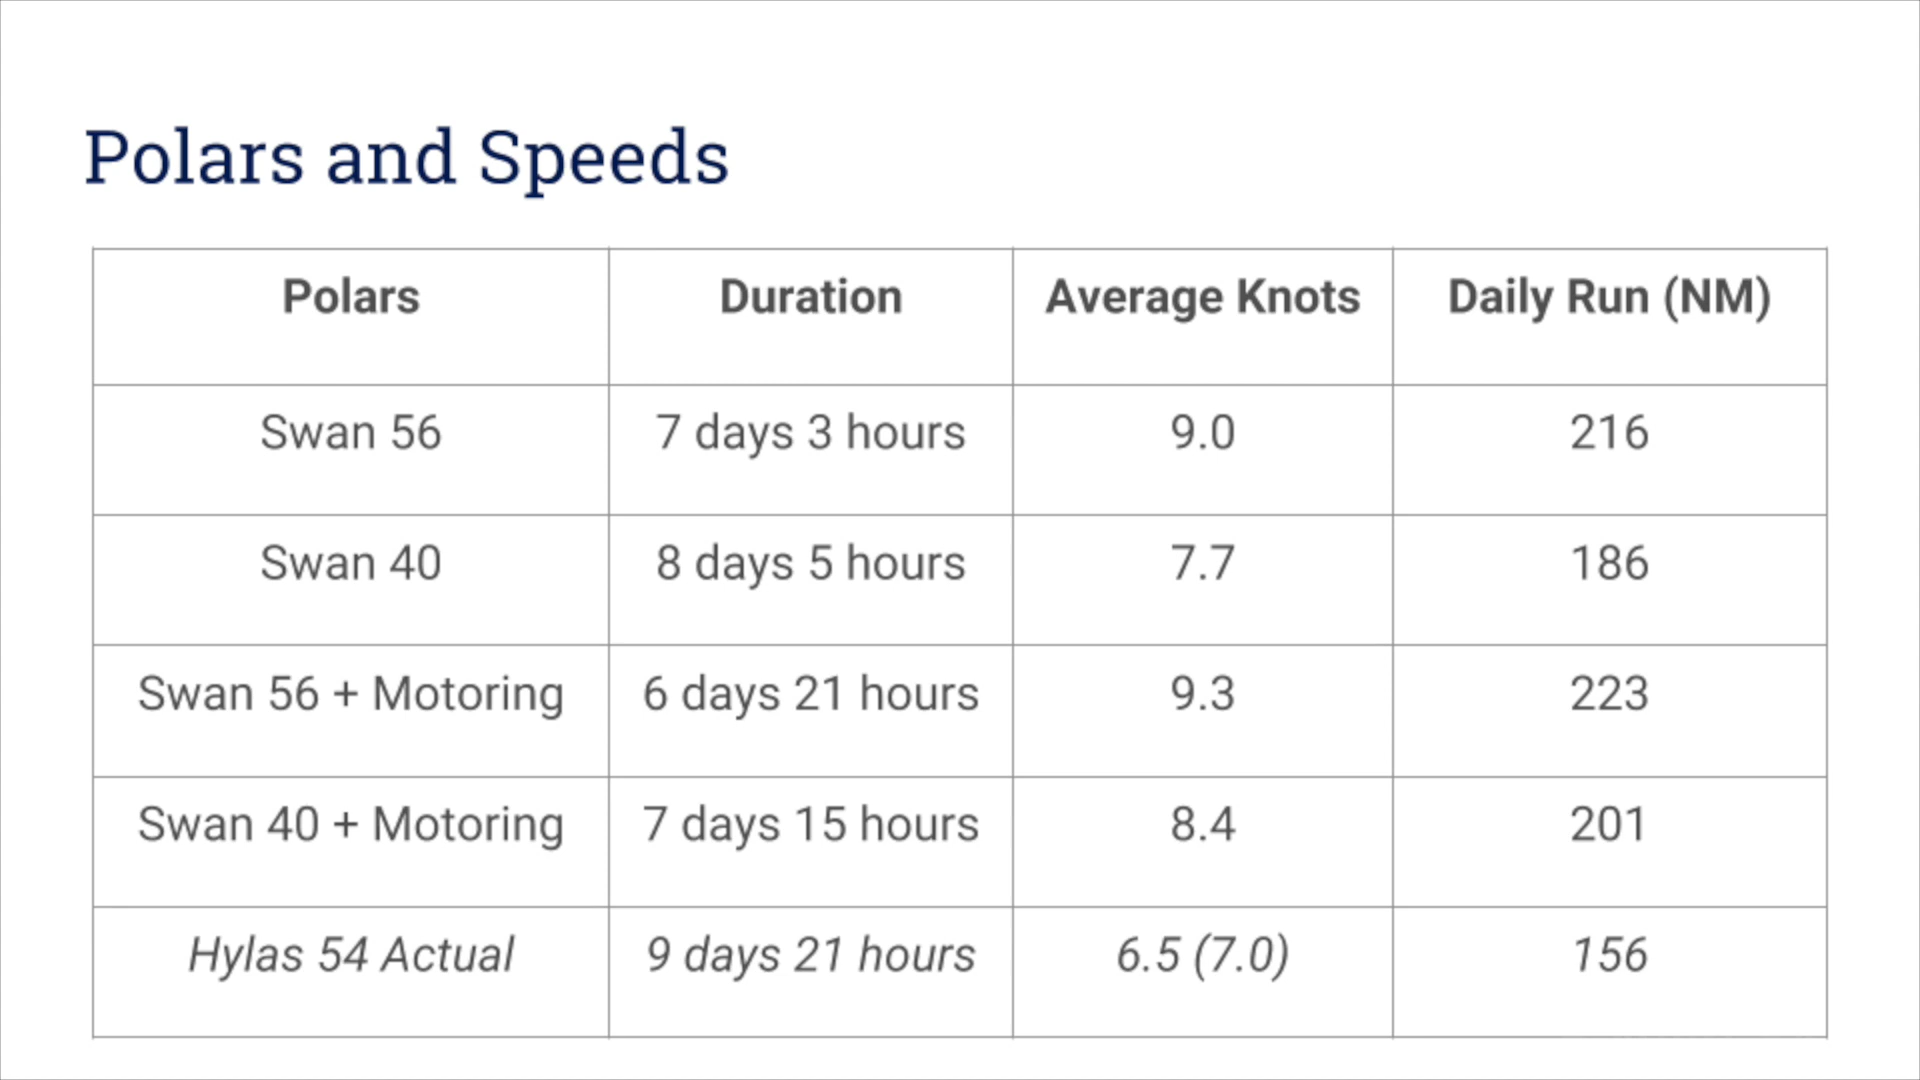 Polars and Speeds
Polars Duration Average Knots Daily Run (NM)
Swan 56 7 days 3 hours 9.0 216
Swan 40 8 days 5 hours 7.7 186
Swan 56 + Motoring 6 days 21 hours 9.3 223
Swan 40 + Motoring 7 days 15 hours 8.4 201
Hylas 54 Actual 9 days 21 hours 6.5 (7.0) 156